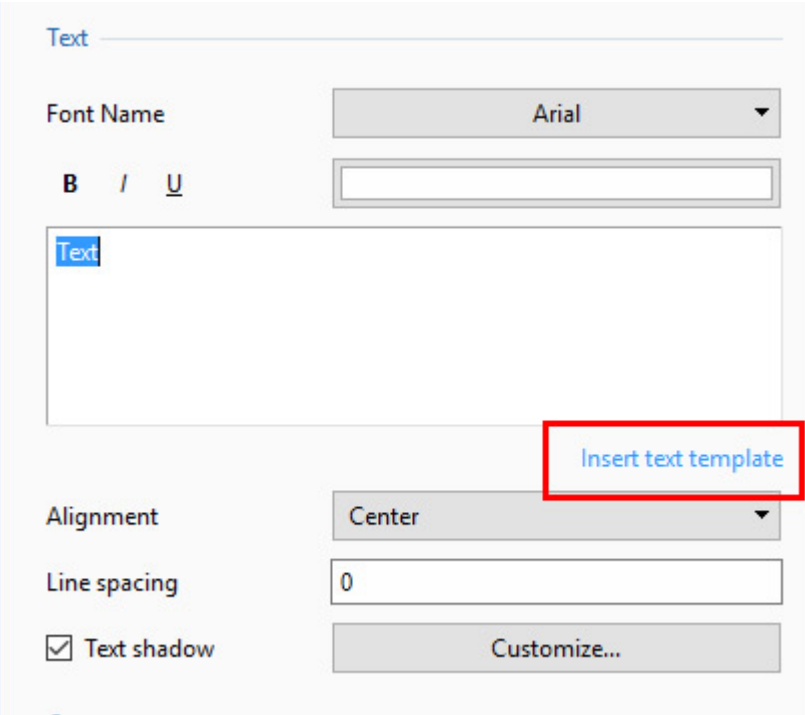 Text
Font Name Arial
B I U
Text
Insert text template
Alignment Center
Line spacing 0
Text shadow Customize...